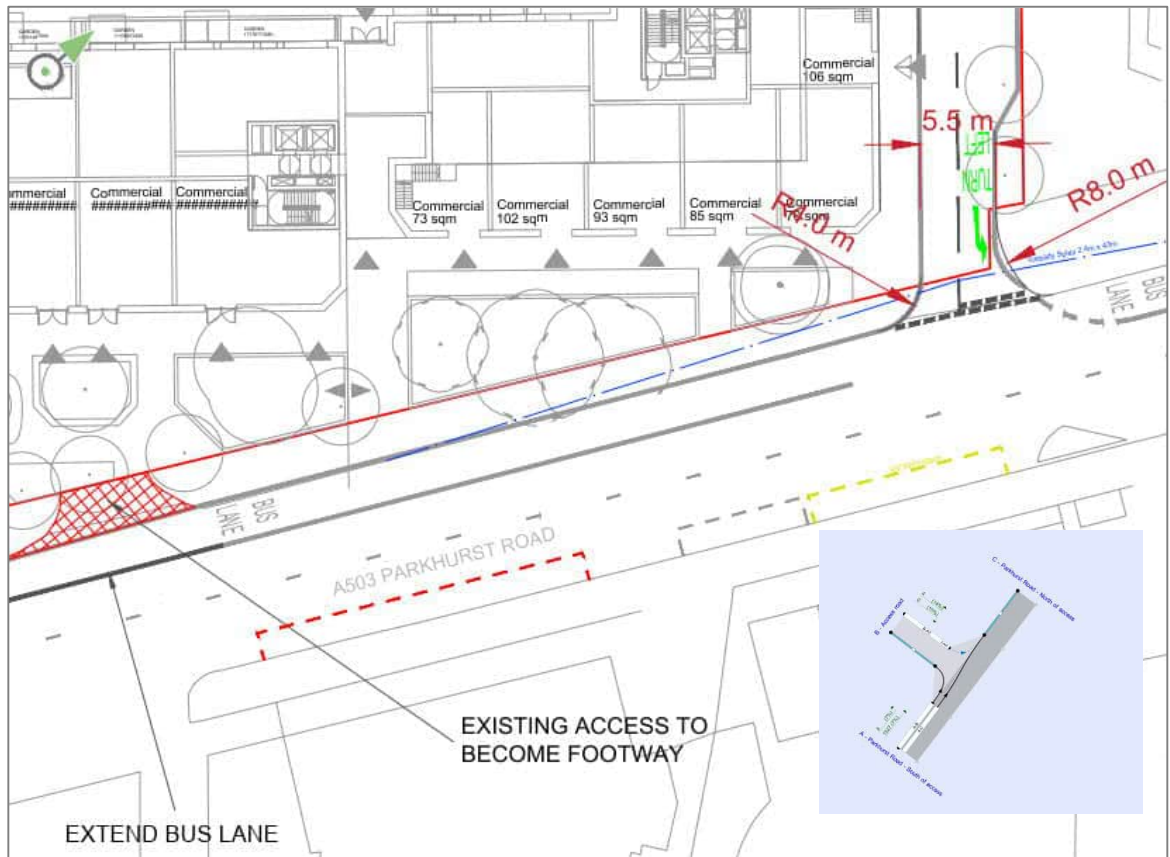 Commercial
106 sqm
5.5 m
LEFT
TURN
R4.0 m
R8.0 m
Commercial
Commercial
#########
Commercial
##########
Commercial
73 sqm
Commercial
102 sqm
Commercial
93 sqm
Commercial
85 sqm
Commercial
BUS
LANE
BUS
LANE
A503 PARKHURST ROAD
EXISTING ACCESS TO
BECOME FOOTWAY
EXTEND BUS LANE
C - Parkhurst Road - North of access
B - Access road
A - Parkhurst Road - South of access